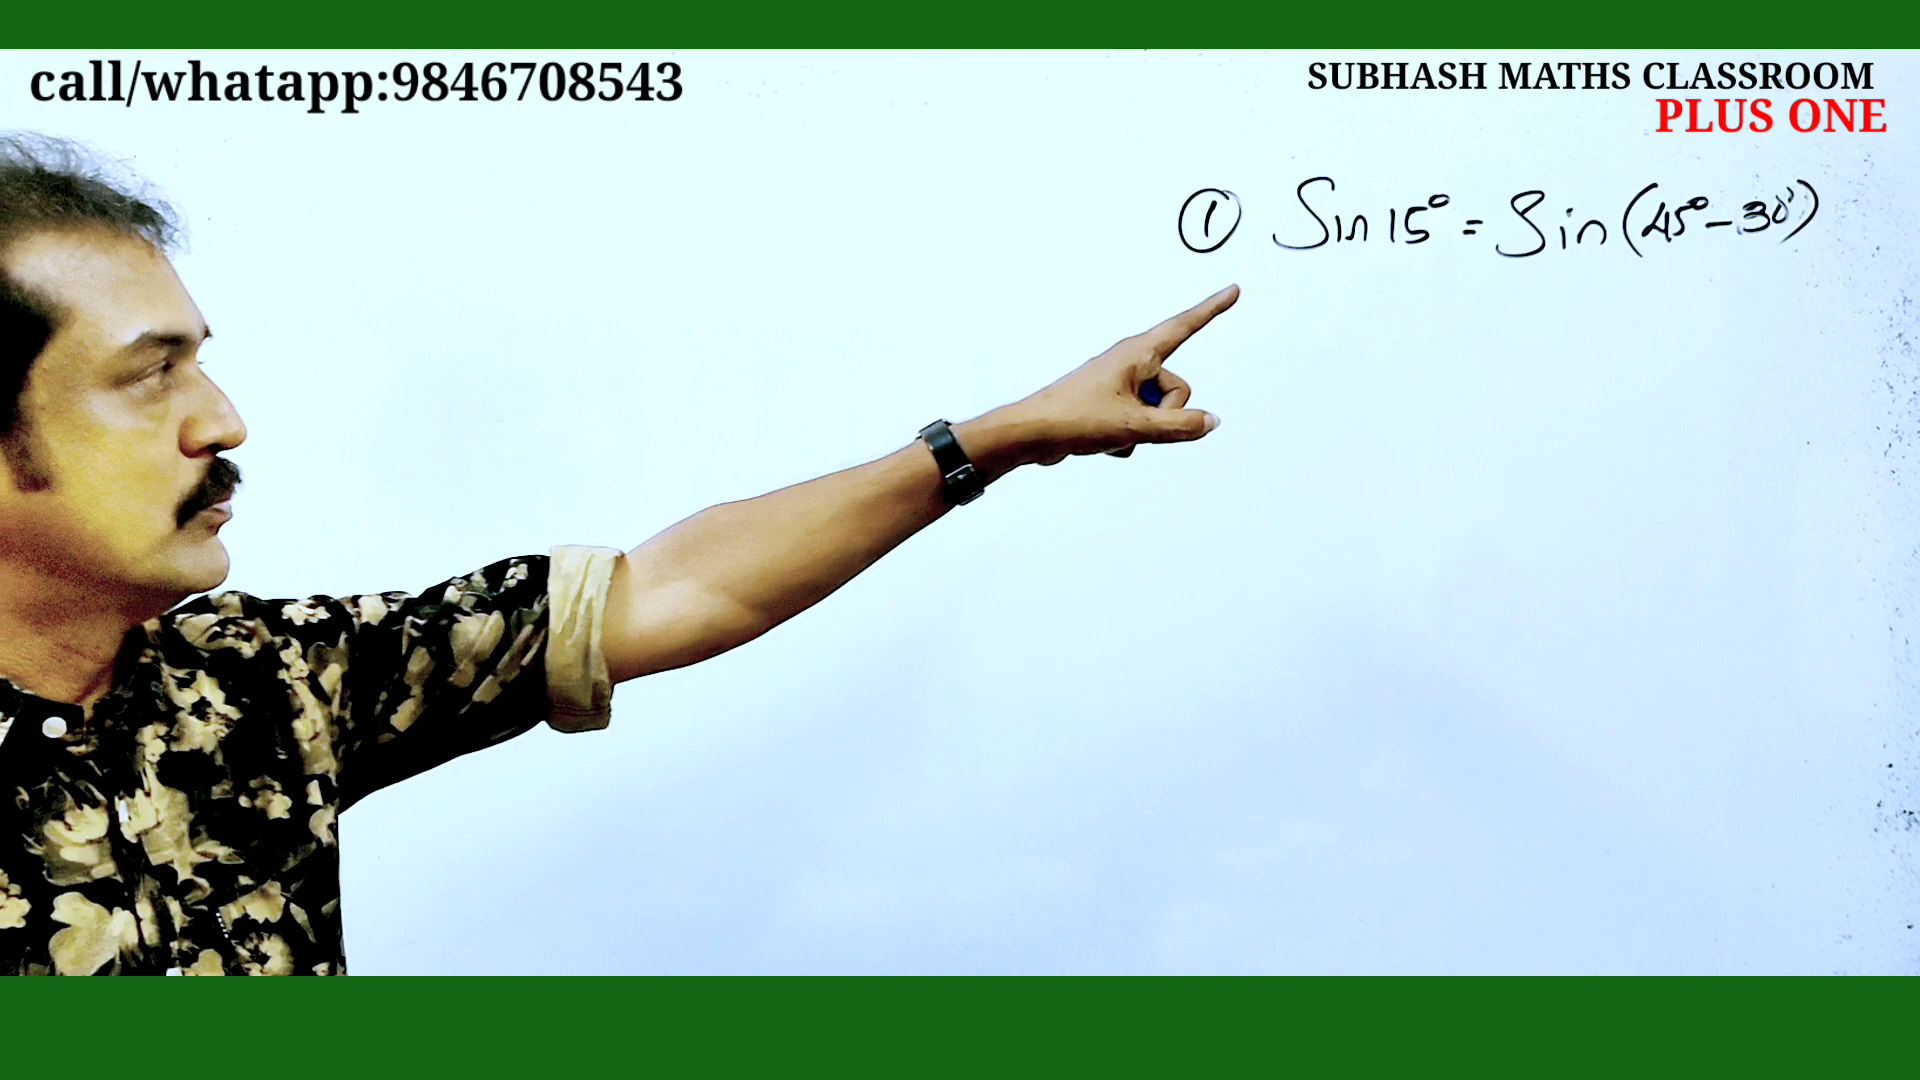 call/whatapp:9846708543
SUBHASH MATHS CLASSROOM
PLUS ONE
① Sin 15° = Sin (45° - 30°)